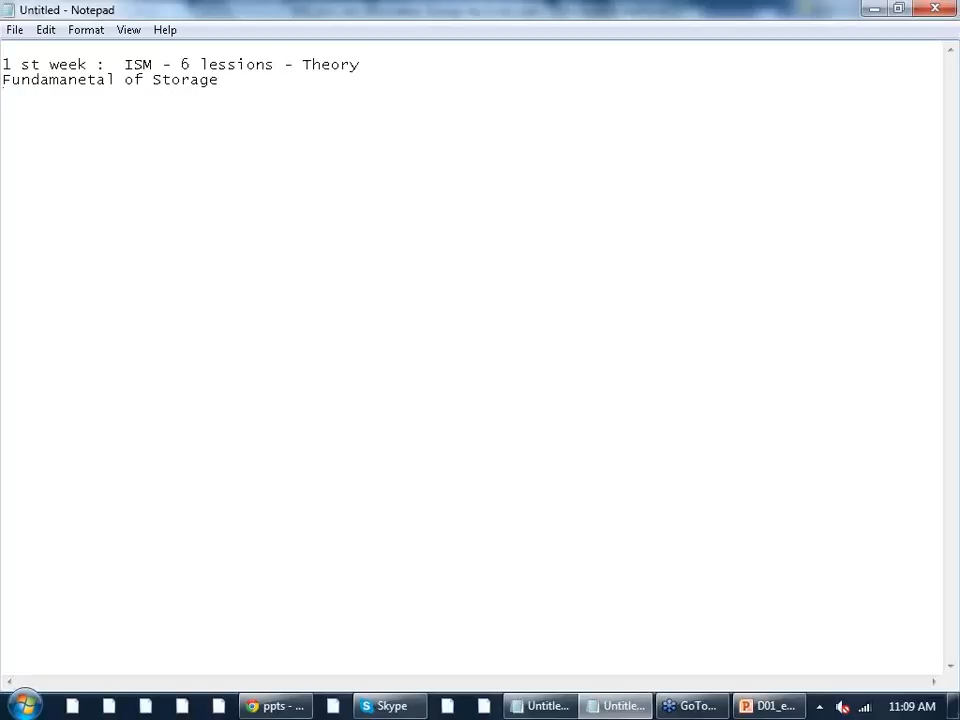 Untitled - Notepad
File Edit Format View Help
1 st week :  ISM - 6 lessions - Theory
Fundamanetal of Storage
ppts - ...
Skype
Untitle...
Untitle...
GoTo...
D01_e...
11:09 AM